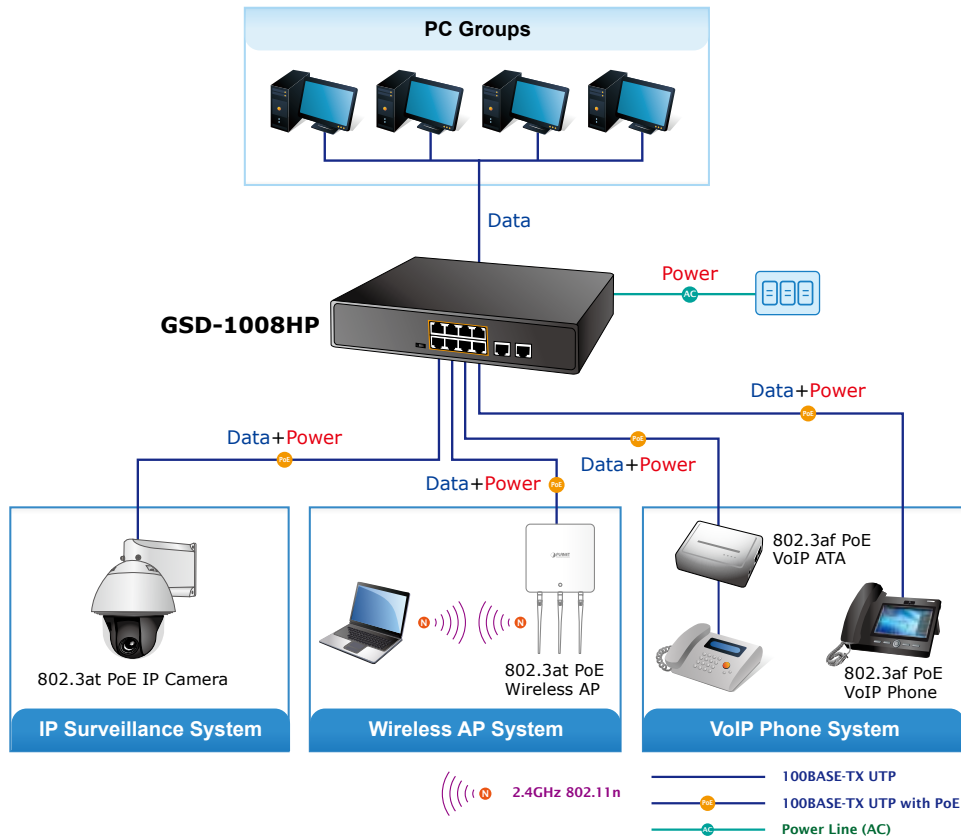 PC Groups
Data
Power
AC
GSD-1008HP
Data+Power
PoE
Data+Power
PoE
PoE
Data+Power
Data+Power
PoE
802.3af PoE
VoIP ATA
PLANET
N
N
802.3at PoE IP Camera
802.3at PoE
Wireless AP
802.3af PoE
VoIP Phone
IP Surveillance System
Wireless AP System
VoIP Phone System
N
2.4GHz 802.11n
100BASE-TX UTP
PoE
100BASE-TX UTP with PoE
AC
Power Line (AC)